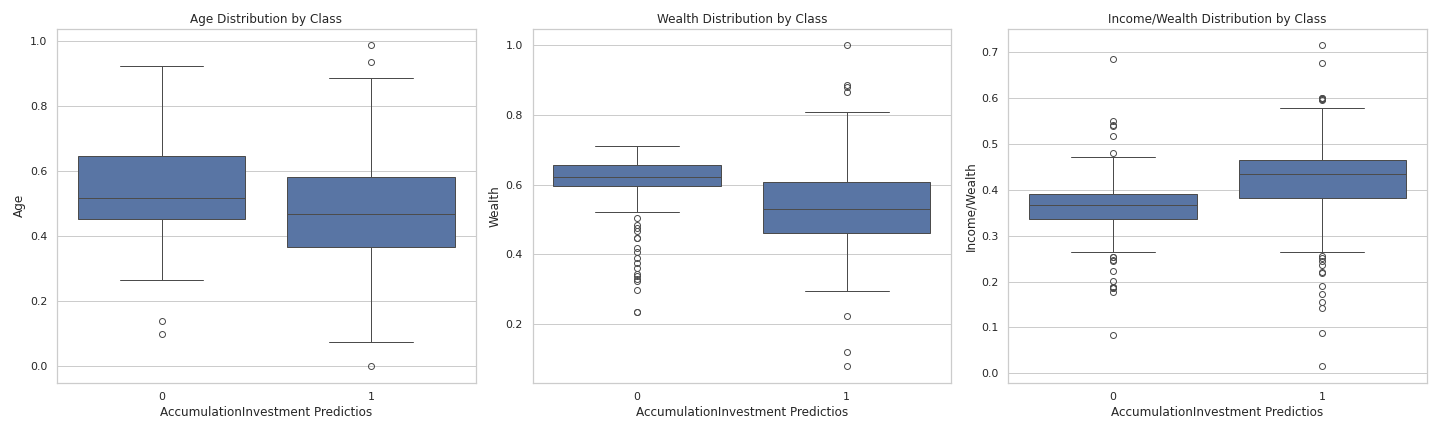 Age Distribution by Class
1.0
0.8
0.6
0.4
0.2
0.0
Age
0
1
AccumulationInvestment Predictios
Wealth Distribution by Class
1.0
0.8
0.6
0.4
0.2
Wealth
0
1
AccumulationInvestment Predictios
Income/Wealth Distribution by Class
0.7
0.6
0.5
0.4
0.3
0.2
0.1
0.0
Income/Wealth
0
1
AccumulationInvestment Predictios